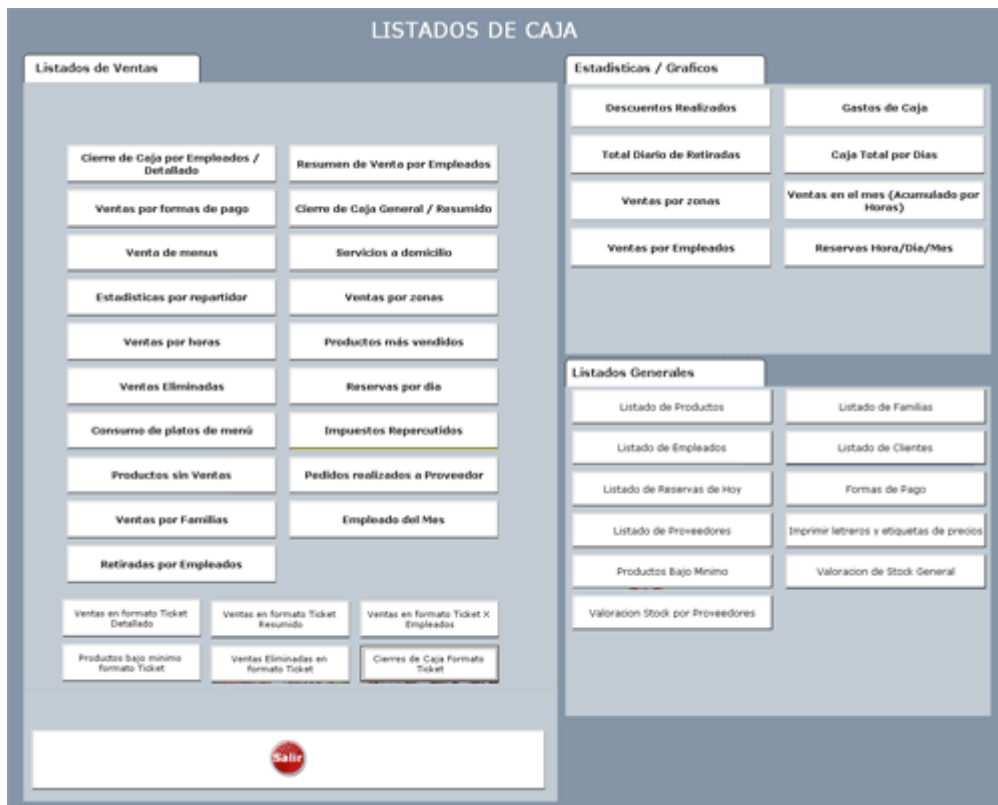 LISTADOS DE CAJA
Listados de Ventas
Cierre de Caja por Empleados /
Detallado
Resumen de Venta por Empleados
Ventas por formas de pago
Cierre de Caja General / Resumido
Venta de menus
Servicios a domicilio
Estadisticas por repartidor
Ventas por zonas
Ventas por horas
Productos más vendidos
Ventas Eliminadas
Reservas por dia
Consumo de platos de menú
Impuestos Repercutidos
Productos sin Ventas
Pedidos realizados a Proveedor
Ventas por Familias
Empleado del Mes
Retiradas por Empleados
Ventas en formato Ticket
Detallado
Ventas en formato Ticket
Resumido
Ventas en formato Ticket X
Empleados
Productos bajo minimo
formato Ticket
Ventas Eliminadas en
formato Ticket
Cierres de Caja Formato
Ticket
Salir
Estadisticas / Graficos
Descuentos Realizados
Gastos de Caja
Total Diario de Retiradas
Caja Total por Dias
Ventas por zonas
Ventas en el mes (Acumulado por
Horas)
Ventas por Empleados
Reservas Hora/Dia/Mes
Listados Generales
Listado de Productos
Listado de Familias
Listado de Empleados
Listado de Clientes
Listado de Reservas de Hoy
Formas de Pago
Listado de Proveedores
Imprimir letreros y etiquetas de precios
Productos Bajo Minimo
Valoracion de Stock General
Valoracion Stock por Proveedores